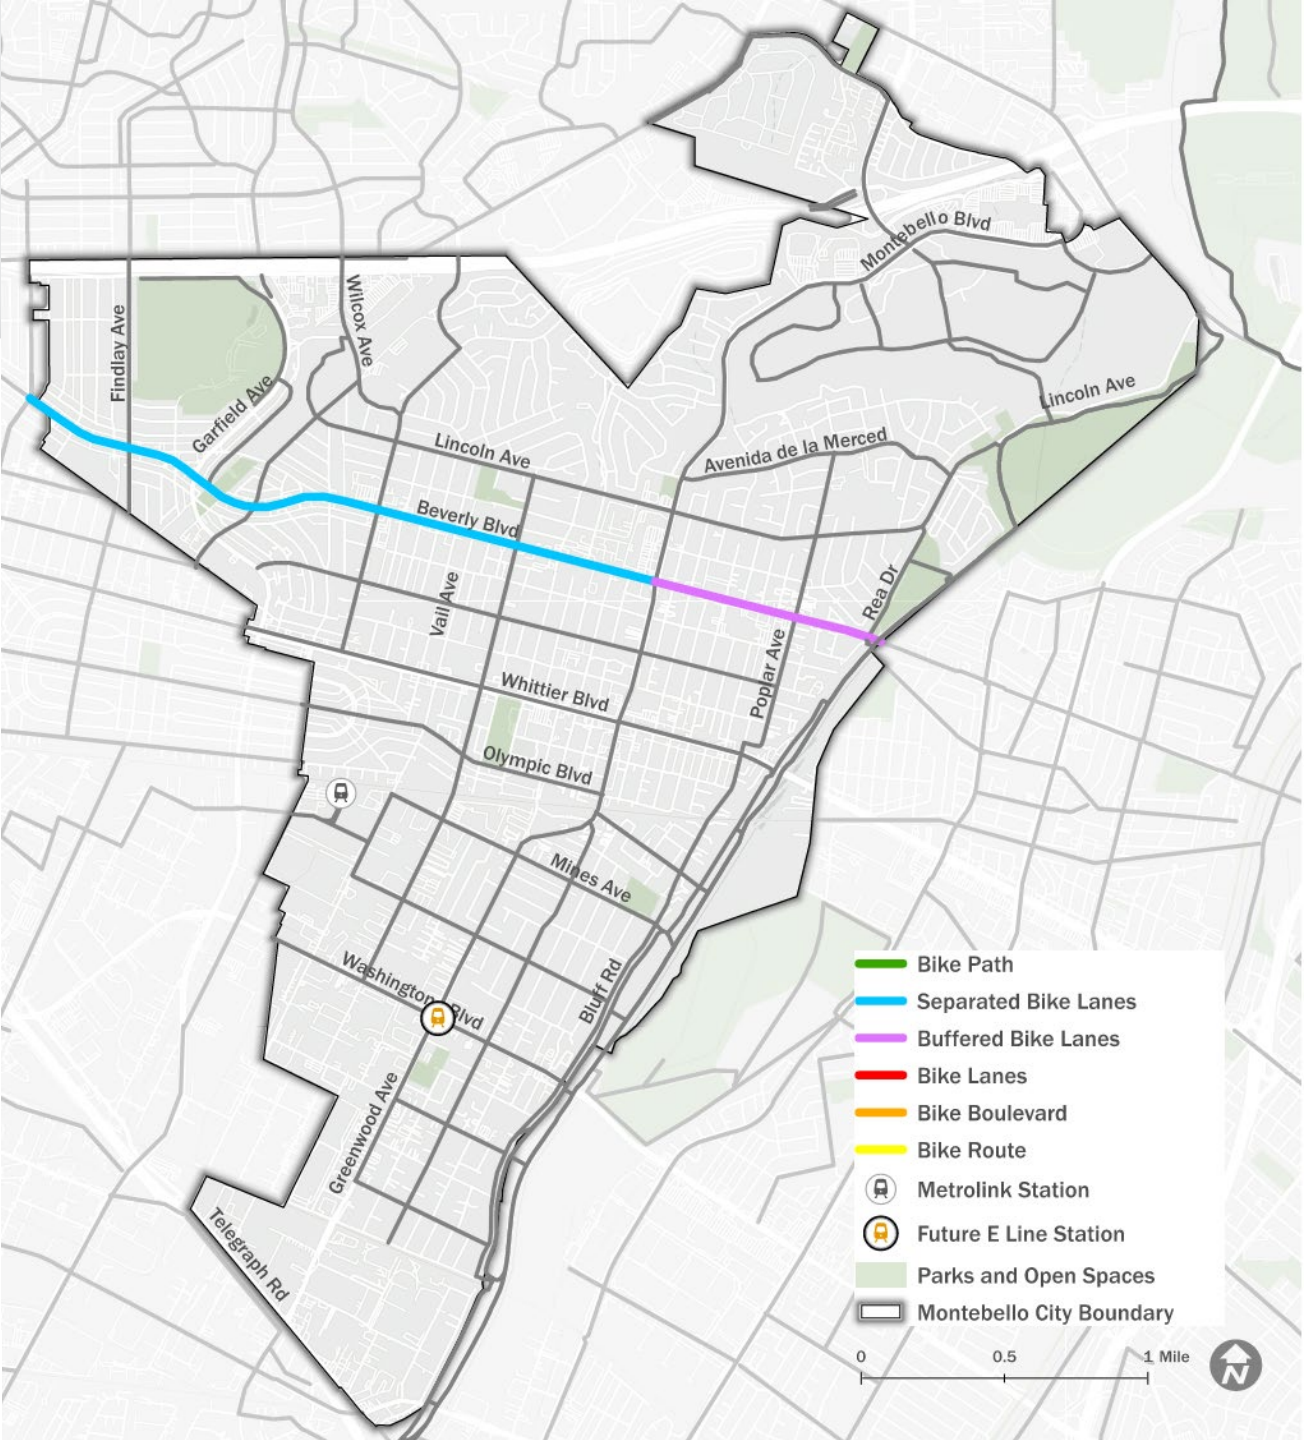 Montebello Blvd
Findlay Ave
Wilcox Ave
Garfield Ave
Lincoln Ave
Lincoln Ave
Avenida de la Merced
Beverly Blvd
Vail Ave
Rea Dr
Poplar Ave
Whittier Blvd
Olympic Blvd
Mines Ave
Washington Blvd
Bluff Rd
Greenwood Ave
Telegraph Rd
Bike Path
Separated Bike Lanes
Buffered Bike Lanes
Bike Lanes
Bike Boulevard
Bike Route
Metrolink Station
Future E Line Station
Parks and Open Spaces
Montebello City Boundary
0 0.5 1 Mile
N